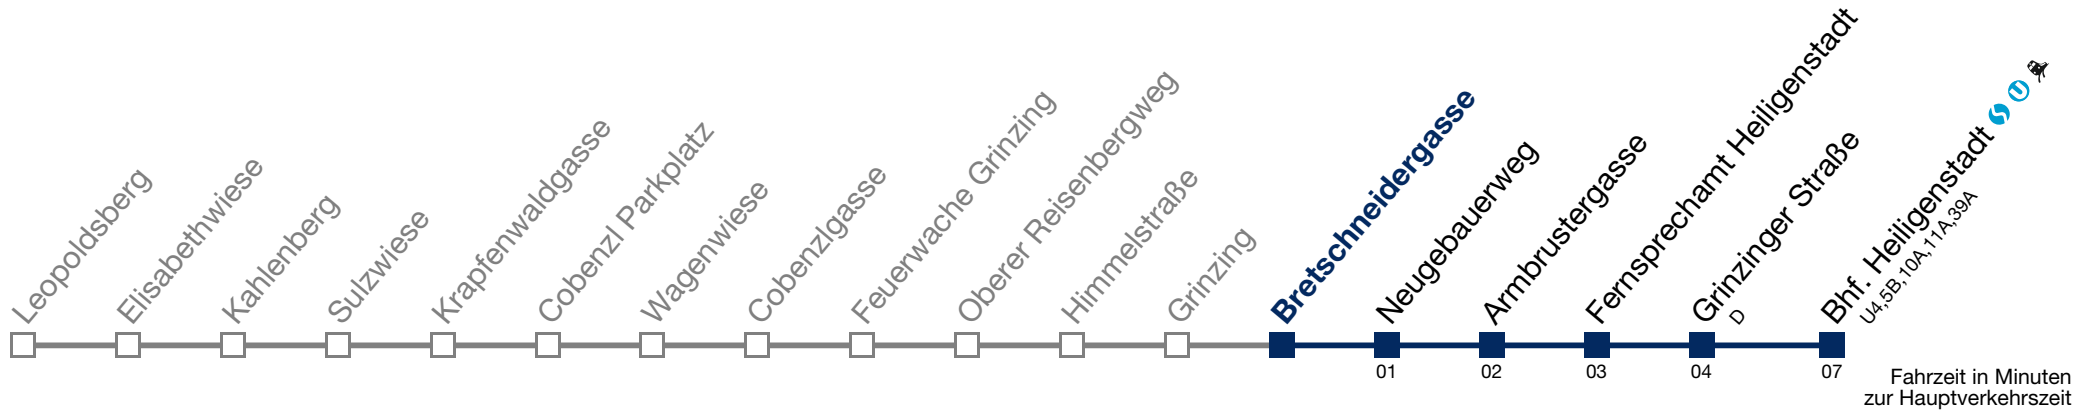 Leopoldsberg
Elisabethwiese
Kahlenberg
Sulzwiese
Krapfenwaldgasse
Cobenzl Parkplatz
Wagenwiese
Cobenzlgasse
Feuerwache Grinzing
Oberer Reisenbergweg
Himmelstraße
Grinzing
Bretschneidergasse
Neugebauerweg
Armbrustergasse
Fernsprechamt Heiligenstadt
Grinzinger Straße
D
Bhf. Heiligenstadt S U
U4,5B,10A,11A,39A
01
02
03
04
07
Fahrzeit in Minuten
zur Hauptverkehrszeit